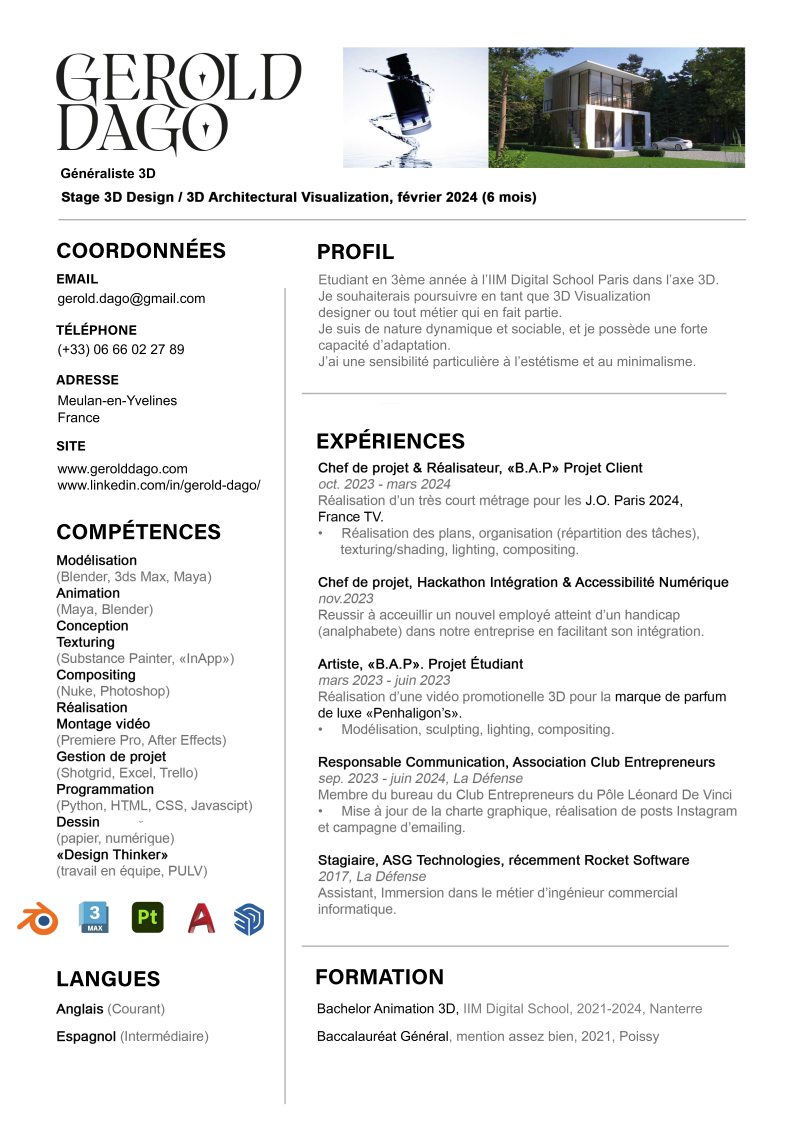 GEROLD
DAGO
Généraliste 3D
Stage 3D Design / 3D Architectural Visualization, février 2024 (6 mois)
COORDONNÉES
EMAIL
gerold.dago@gmail.com
TÉLÉPHONE
(+33) 06 66 02 27 89
ADRESSE
Meulan-en-Yvelines
France
SITE
www.gerolddago.com
www.linkedin.com/in/gerold-dago/
COMPÉTENCES
Modélisation
(Blender, 3ds Max, Maya)
Animation
(Maya, Blender)
Conception
Texturing
(Substance Painter, «InApp»)
Compositing
(Nuke, Photoshop)
Réalisation
Montage vidéo
(Premiere Pro, After Effects)
Gestion de projet
(Shotgrid, Excel, Trello)
Programmation
(Python, HTML, CSS, Javascipt)
Dessin
(papier, numérique)
«Design Thinker»
(travail en équipe, PULV)
3
MAX
Pt
A
LANGUES
Anglais (Courant)
Espagnol (Intermédiaire)
PROFIL
Etudiant en 3ème année à l'IIM Digital School Paris dans l'axe 3D.
Je souhaiterais poursuivre en tant que 3D Visualization
designer ou tout métier qui en fait partie.
Je suis de nature dynamique et sociable, et je possède une forte
capacité d'adaptation.
J'ai une sensibilité particulière à l'estétisme et au minimalisme.
EXPÉRIENCES
Chef de projet & Réalisateur, «B.A.P» Projet Client
oct. 2023 - mars 2024
Réalisation d'un très court métrage pour les J.O. Paris 2024,
France TV.
• Réalisation des plans, organisation (répartition des tâches),
texturing/shading, lighting, compositing.
Chef de projet, Hackathon Intégration & Accessibilité Numérique
nov.2023
Reussir à acceuillir un nouvel employé atteint d'un handicap
(analphabete) dans notre entreprise en facilitant son intégration.
Artiste, «B.A.P». Projet Étudiant
mars 2023 - juin 2023
Réalisation d'une vidéo promotionelle 3D pour la marque de parfum
de luxe «Penhaligon's».
• Modélisation, sculpting, lighting, compositing.
Responsable Communication, Association Club Entrepreneurs
sep. 2023 - juin 2024, La Défense
Membre du bureau du Club Entrepreneurs du Pôle Léonard De Vinci
• Mise à jour de la charte graphique, réalisation de posts Instagram
et campagne d'emailing.
Stagiaire, ASG Technologies, récemment Rocket Software
2017, La Défense
Assistant, Immersion dans le métier d'ingénieur commercial
informatique.
FORMATION
Bachelor Animation 3D, IIM Digital School, 2021-2024, Nanterre
Baccalauréat Général, mention assez bien, 2021, Poissy